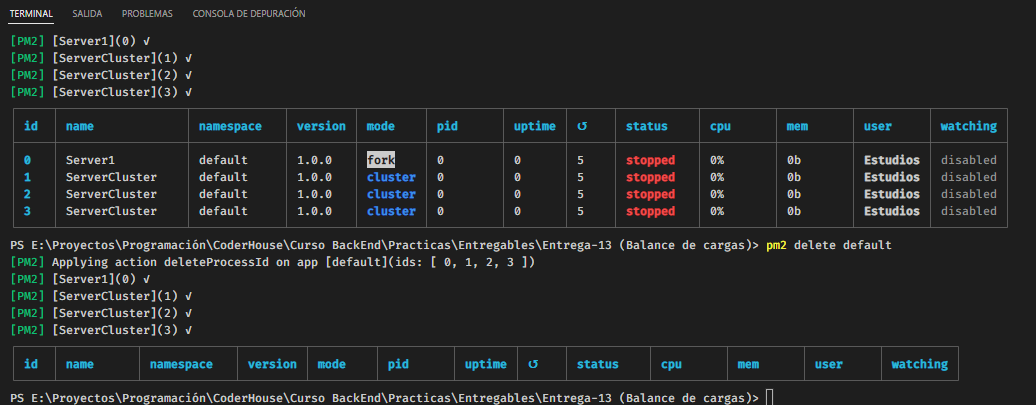 TERMINAL SALIDA PROBLEMAS CONSOLA DE DEPURACIÓN
[PM2] [Server1](0) √
[PM2] [ServerCluster](1) √
[PM2] [ServerCluster](2) √
[PM2] [ServerCluster](3) √
id name namespace version mode pid uptime ↺ status cpu mem user watching
0 Server1 default 1.0.0 fork 0 0 5 stopped 0% 0b Estudios disabled
1 ServerCluster default 1.0.0 cluster 0 0 5 stopped 0% 0b Estudios disabled
2 ServerCluster default 1.0.0 cluster 0 0 5 stopped 0% 0b Estudios disabled
3 ServerCluster default 1.0.0 cluster 0 0 5 stopped 0% 0b Estudios disabled
PS E:\Proyectos\Programación\CoderHouse\Curso BackEnd\Practicas\Entregables\Entrega-13 (Balance de cargas)> pm2 delete default
[PM2] Applying action deleteProcessId on app [default](ids: [ 0, 1, 2, 3 ])
[PM2] [Server1](0) √
[PM2] [ServerCluster](1) √
[PM2] [ServerCluster](2) √
[PM2] [ServerCluster](3) √
id name namespace version mode pid uptime ↺ status cpu mem user watching
PS E:\Proyectos\Programación\CoderHouse\Curso BackEnd\Practicas\Entregables\Entrega-13 (Balance de cargas)>